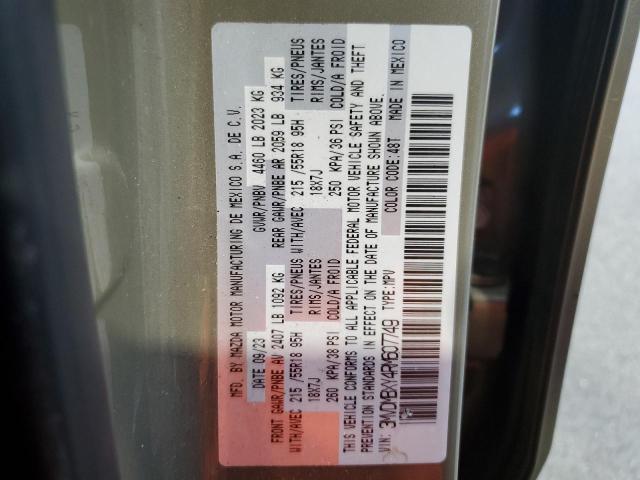 MFD. BY MAZDA MOTOR MANUFACTURING DE MEXICO S.A. DE C.V.
DATE 09/23 GVWR/PNBV 4460 LB 2023 KG
FRONT GAWR/PNBE AV 2407 LB 1092 KG REAR GAWR/PNBE AR 2059 LB 934 KG
WITH/AVEC 215 /55R18 95H TIRES/PNEUS WITH/AVEC 215 /55R18 95H TIRES/PNEUS
18X7J RIMS/JANTES 18X7J RIMS/JANTES
260 KPA/38 PSI COLD/A FROID 250 KPA/36 PSI COLD/A FROID
THIS VEHICLE CONFORMS TO ALL APPLICABLE FEDERAL MOTOR VEHICLE SAFETY AND THEFT
PREVENTION STANDARDS IN EFFECT ON THE DATE OF MANUFACTURE SHOWN ABOVE.
VIN: 3MVDMBXY4RM607749 TYPE:MPV COLOR CODE:48T MADE IN MEXICO